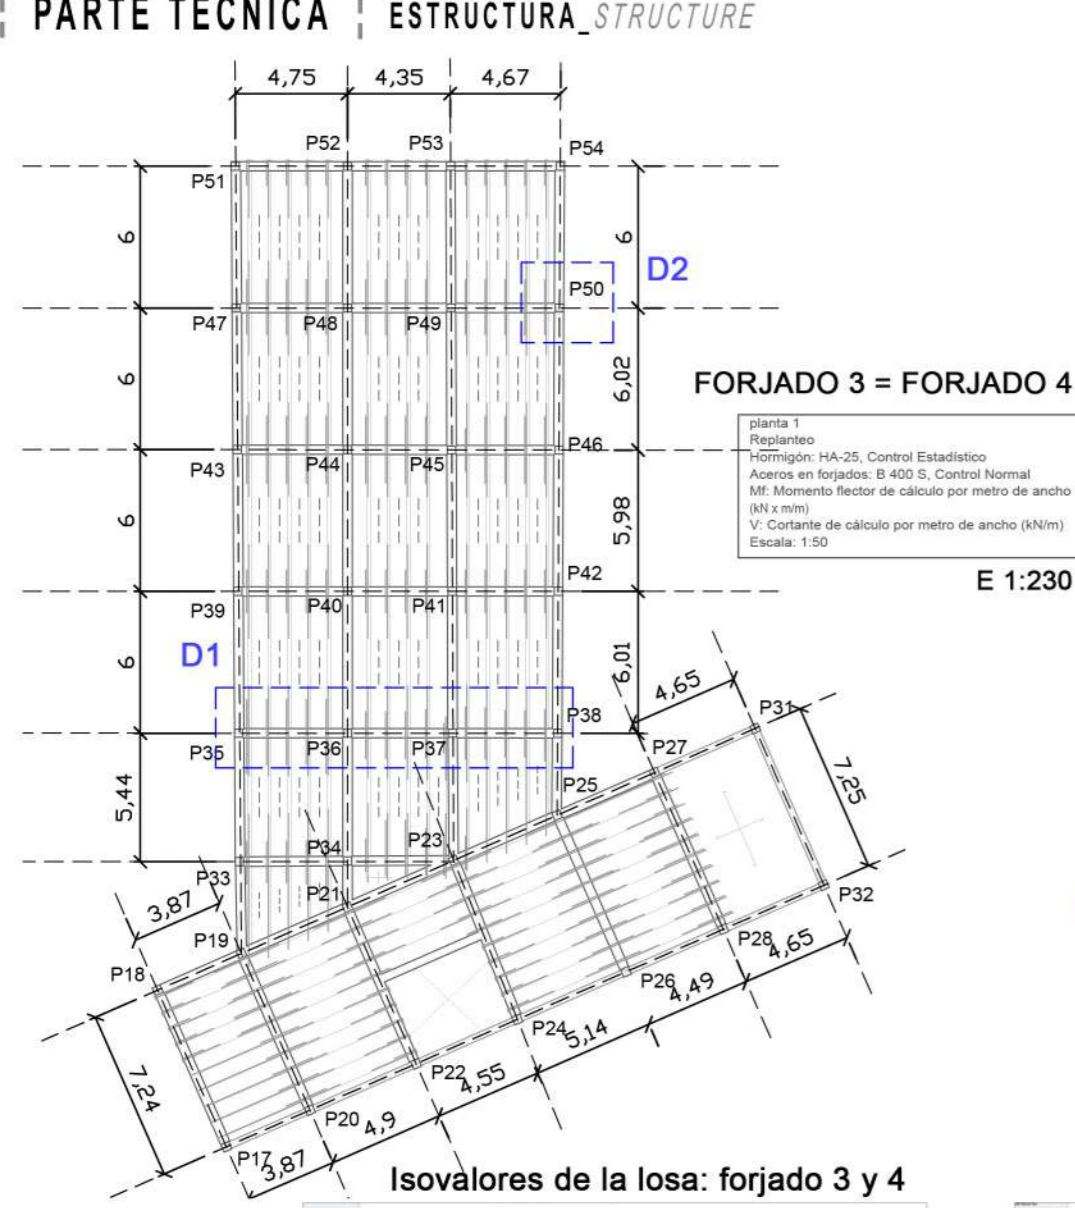 PARTE TECNICA ¦ ESTRUCTURA_STRUCTURE
4,75 4,35 4,67
P52 P53 P54
P51
6 6
D2
P50
P47 P48 P49
6 6,02
FORJADO 3 = FORJADO 4
planta 1
Replanteo
Hormigón: HA-25, Control Estadístico
Aceros en forjados: B 400 S, Control Normal
Mf: Momento flector de cálculo por metro de ancho
(kN x m/m)
V: Cortante de cálculo por metro de ancho (kN/m)
Escala: 1:50
E 1:230
P46
P43 P44 P45
6 5,98
P42
P39 P40 P41
D1
6 6,01
4,65
P38 P31
P35 P36 P37 P27
5,44 P25 7,25
P34 P23
P33 P21
3,87 P32
P19
P18 P28 4,65
P26 4,49
P24 5,14
7,24 P22 4,55
P20 4,9
P17 3,87
Isovalores de la losa: forjado 3 y 4